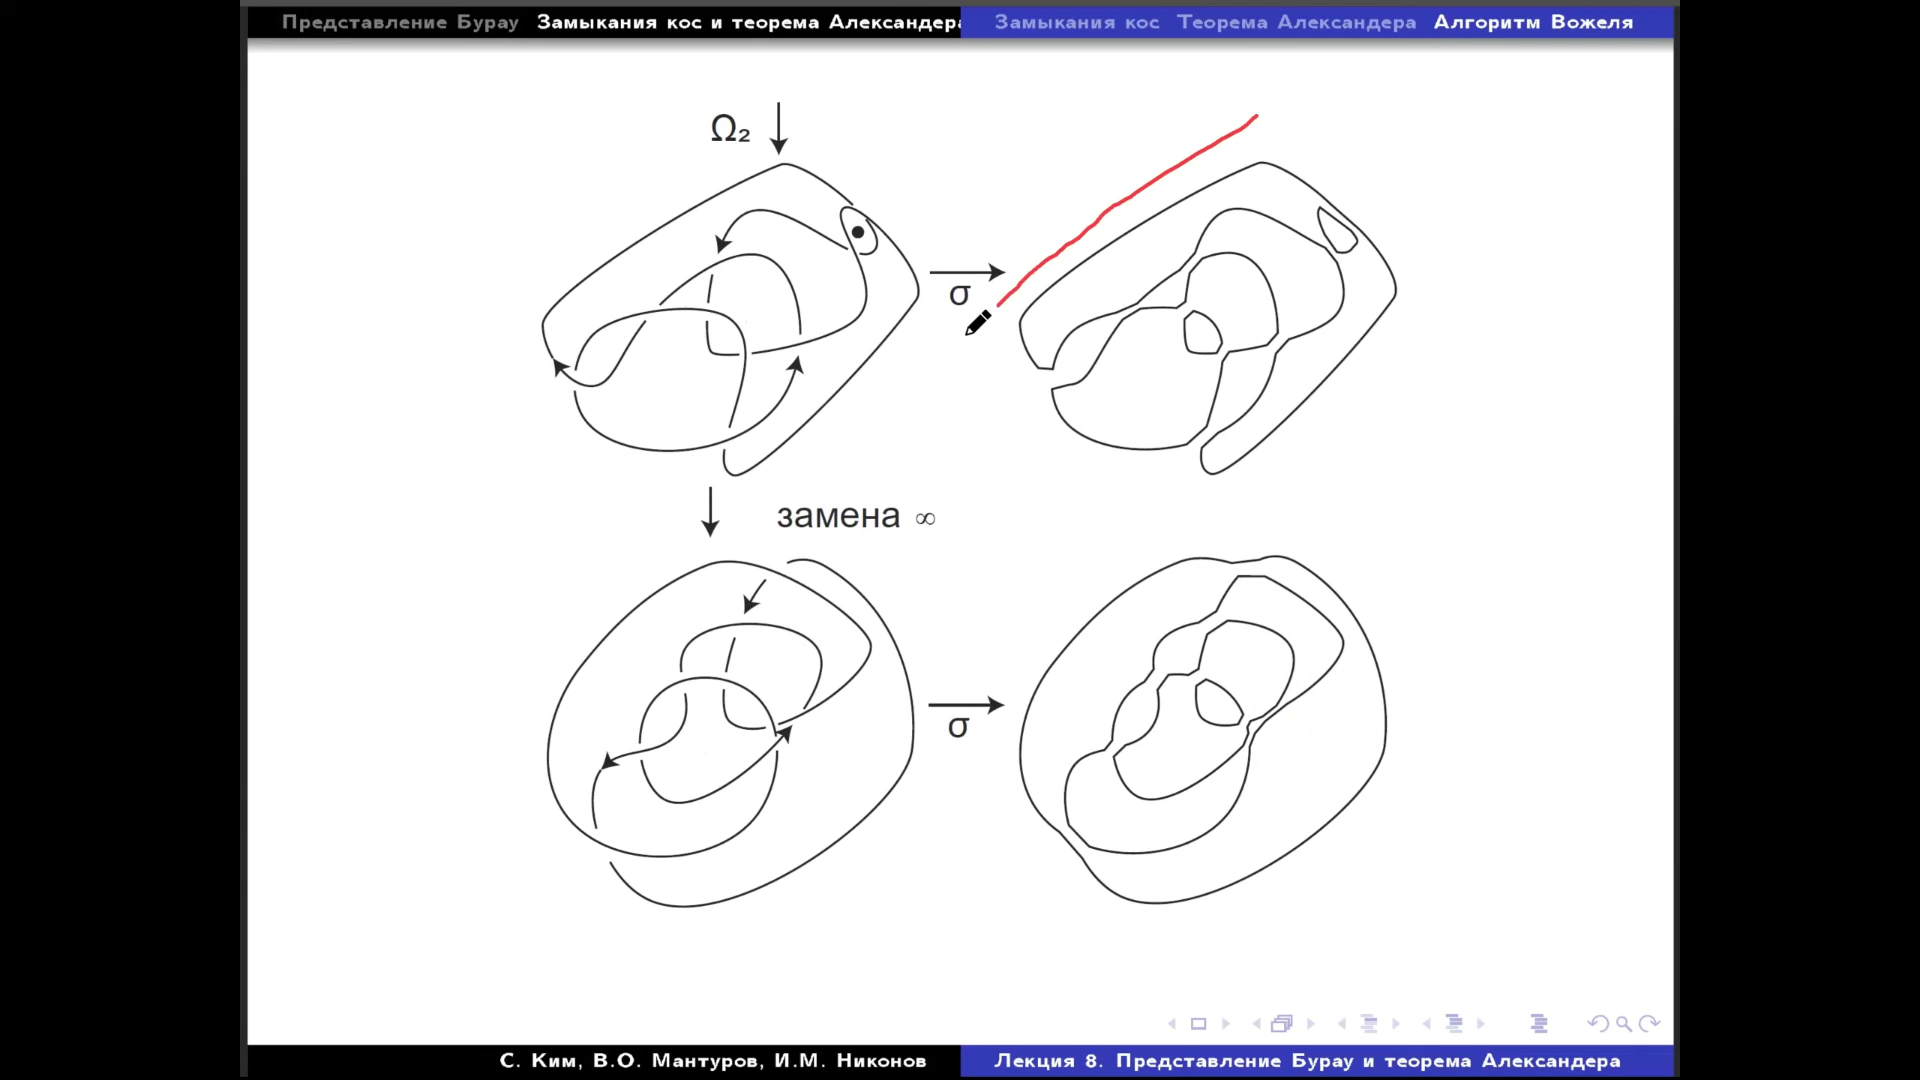 Представление Бурау Замыкания кос и теорема Александера Замыкания кос Теорема Александера Алгоритм Вожеля
Ω₂
σ
замена ∞
σ
С. Ким, В.О. Мантуров, И.М. Никонов Лекция 8. Представление Бурау и теорема Александера